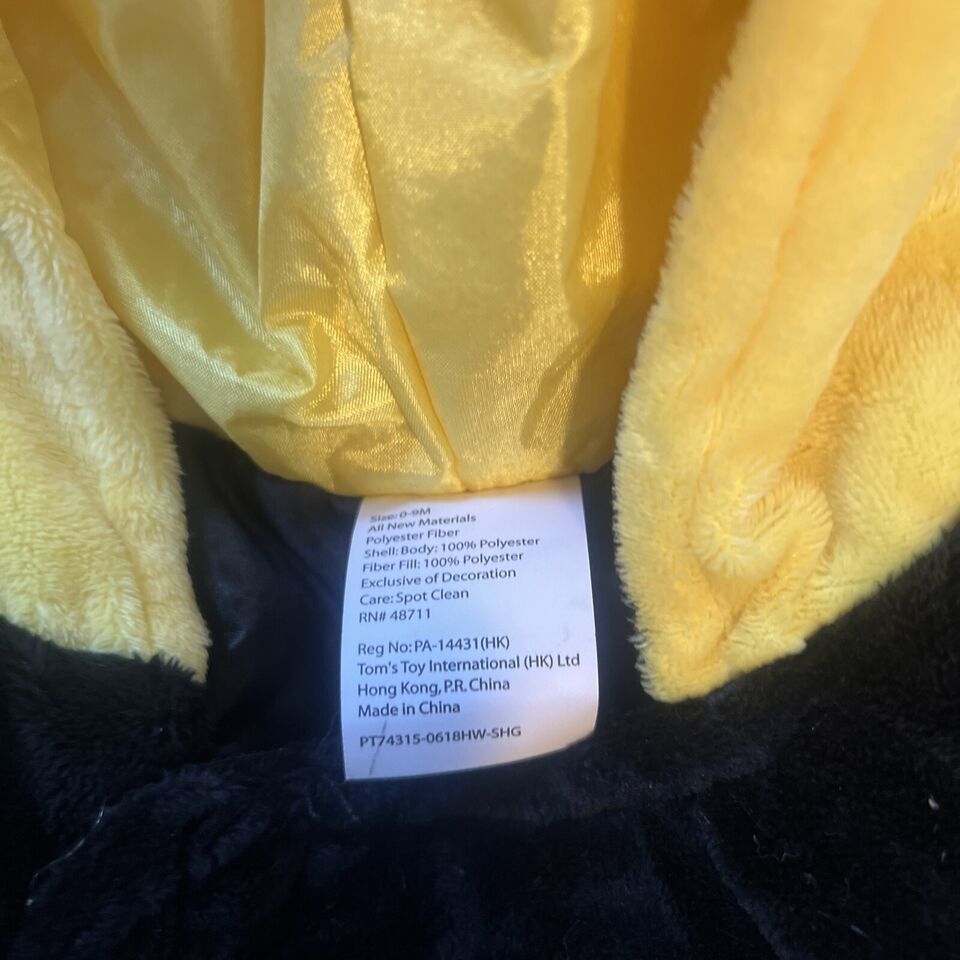 Size: 0-9M
All New Materials
Polyester Fiber
Shell: Body: 100% Polyester
Fiber Fill: 100% Polyester
Exclusive of Decoration
Care: Spot Clean
RN# 48711
Reg No: PA-14431(HK)
Tom's Toy International (HK) Ltd
Hong Kong, P.R. China
Made in China
PT74315-0618HW-SHG